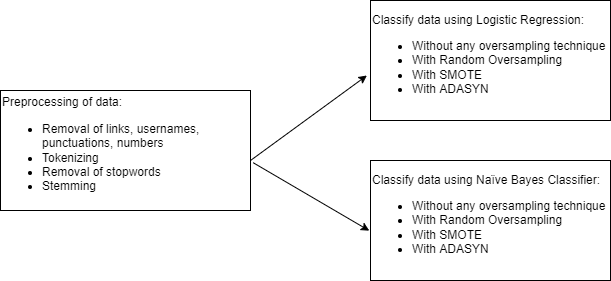 Preprocessing of data:
• Removal of links, usernames,
punctuations, numbers
• Tokenizing
• Removal of stopwords
• Stemming
Classify data using Logistic Regression:
• Without any oversampling technique
• With Random Oversampling
• With SMOTE
• With ADASYN
Classify data using Naïve Bayes Classifier:
• Without any oversampling technique
• With Random Oversampling
• With SMOTE
• With ADASYN